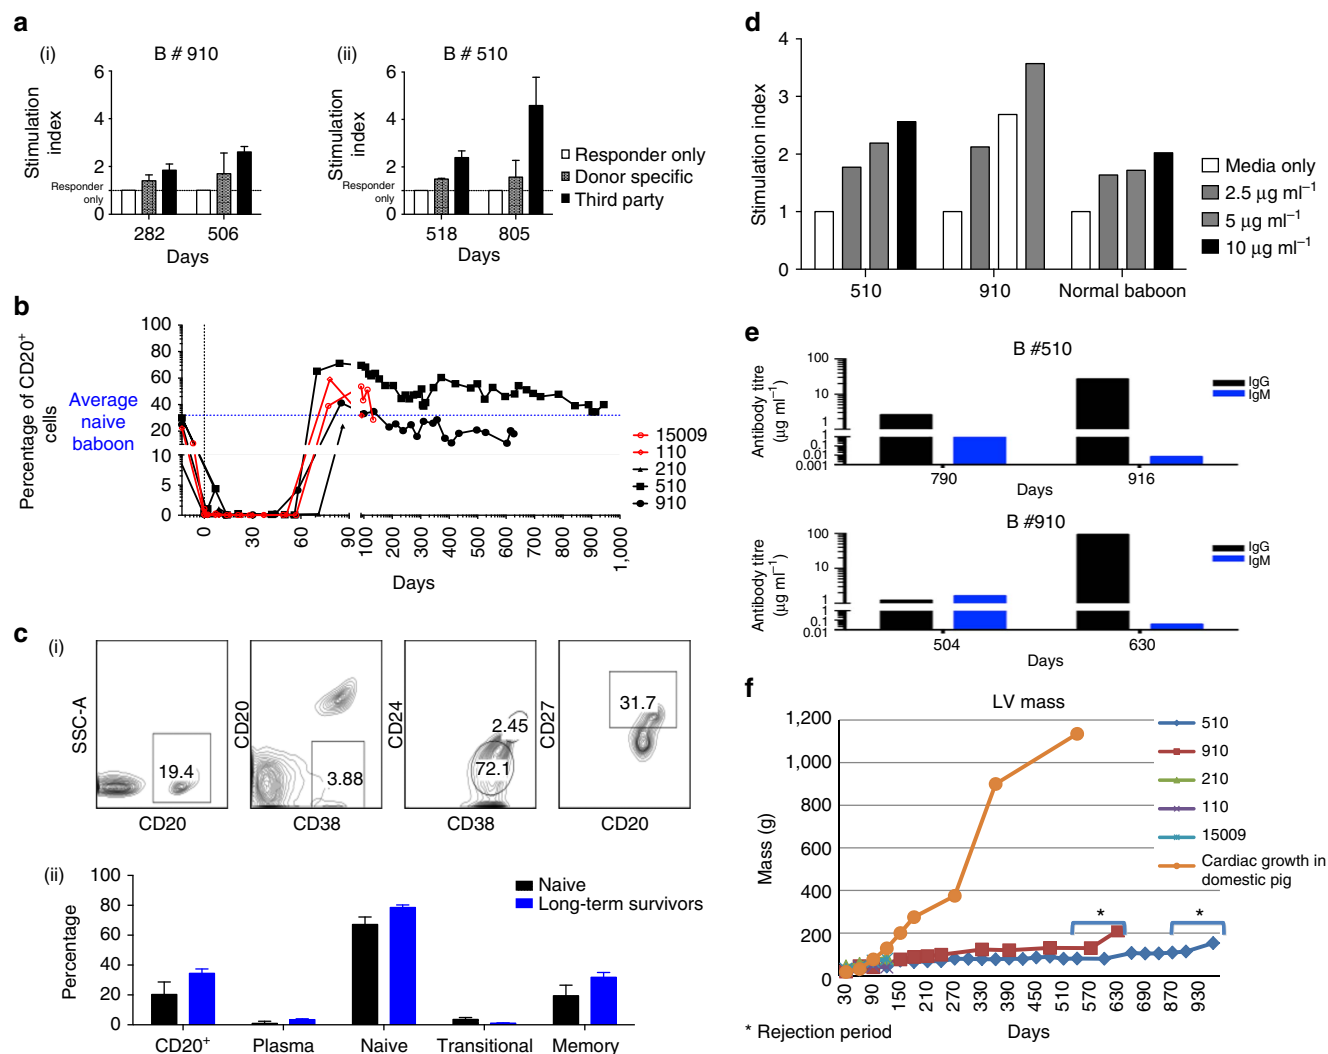 a
(i)
B # 910
Stimulation
index
6
4
2
0
Responder
only
282
506
Days
(ii)
B # 510
Stimulation
index
6
4
2
0
Responder
only
518
805
Days
Responder only
Donor specific
Third party
d
Stimulation index
4
3
2
1
0
510
910
Normal baboon
Media only
2.5 µg ml⁻¹
5 µg ml⁻¹
10 µg ml⁻¹
b
Percentage of CD20⁺
cells
100
80
60
40
20
10
5
0
Average
naive
baboon
0
30
60
90
100
200
300
400
500
600
700
800
900
1,000
Days
15009
110
210
510
910
e
B #510
Antibody titre
(µg ml⁻¹)
100
10
1
0.1
0.01
0.001
790
916
Days
IgG
IgM
B #910
Antibody titre
(µg ml⁻¹)
100
10
1
0.1
0.01
504
630
Days
IgG
IgM
c
(i)
SSC-A
19.4
CD20
CD20
3.88
CD38
CD24
2.45
72.1
CD38
CD27
31.7
CD20
(ii)
Percentage
100
80
60
40
20
0
Naive
Long-term survivors
CD20⁺
Plasma
Naive
Transitional
Memory
f
LV mass
Mass (g)
1,200
1,000
800
600
400
200
0
*
*
30
90
150
210
270
330
390
450
510
570
630
690
870
930
* Rejection period
Days
510
910
210
110
15009
Cardiac growth in
domestic pig